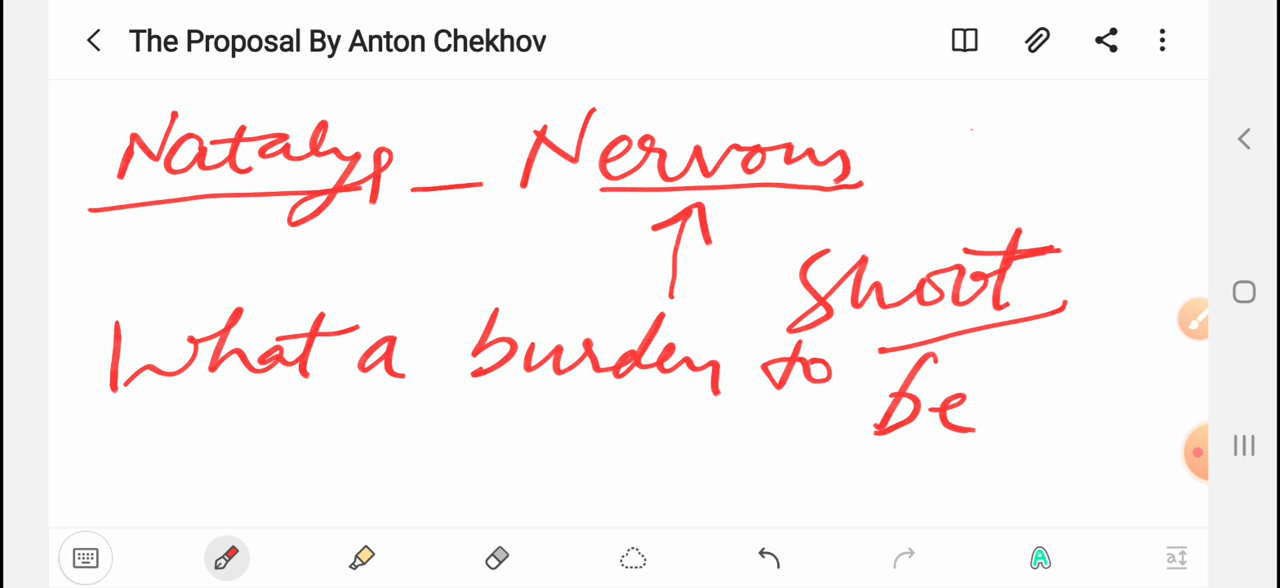 The Proposal By Anton Chekhov
Natalya - Nervous
shoot
What a burden to be